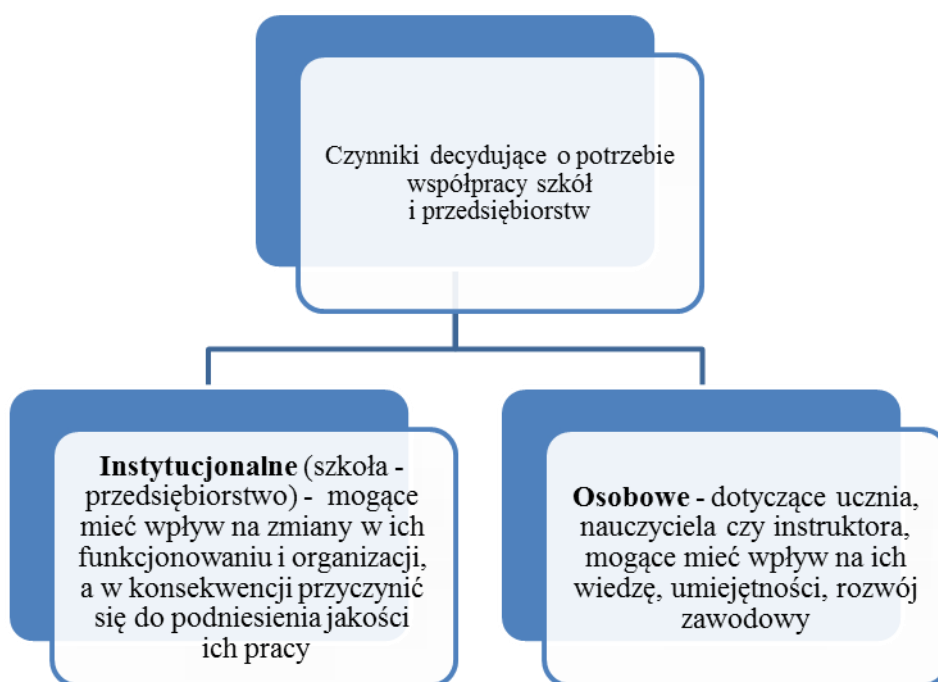 Czynniki decydujące o potrzebie
współpracy szkół
i przedsiębiorstw
Instytucjonalne (szkoła -
przedsiębiorstwo) - mogące
mieć wpływ na zmiany w ich
funkcjonowaniu i organizacji,
a w konsekwencji przyczynić
się do podniesienia jakości
ich pracy
Osobowe - dotyczące ucznia,
nauczyciela czy instruktora,
mogące mieć wpływ na ich
wiedzę, umiejętności, rozwój
zawodowy